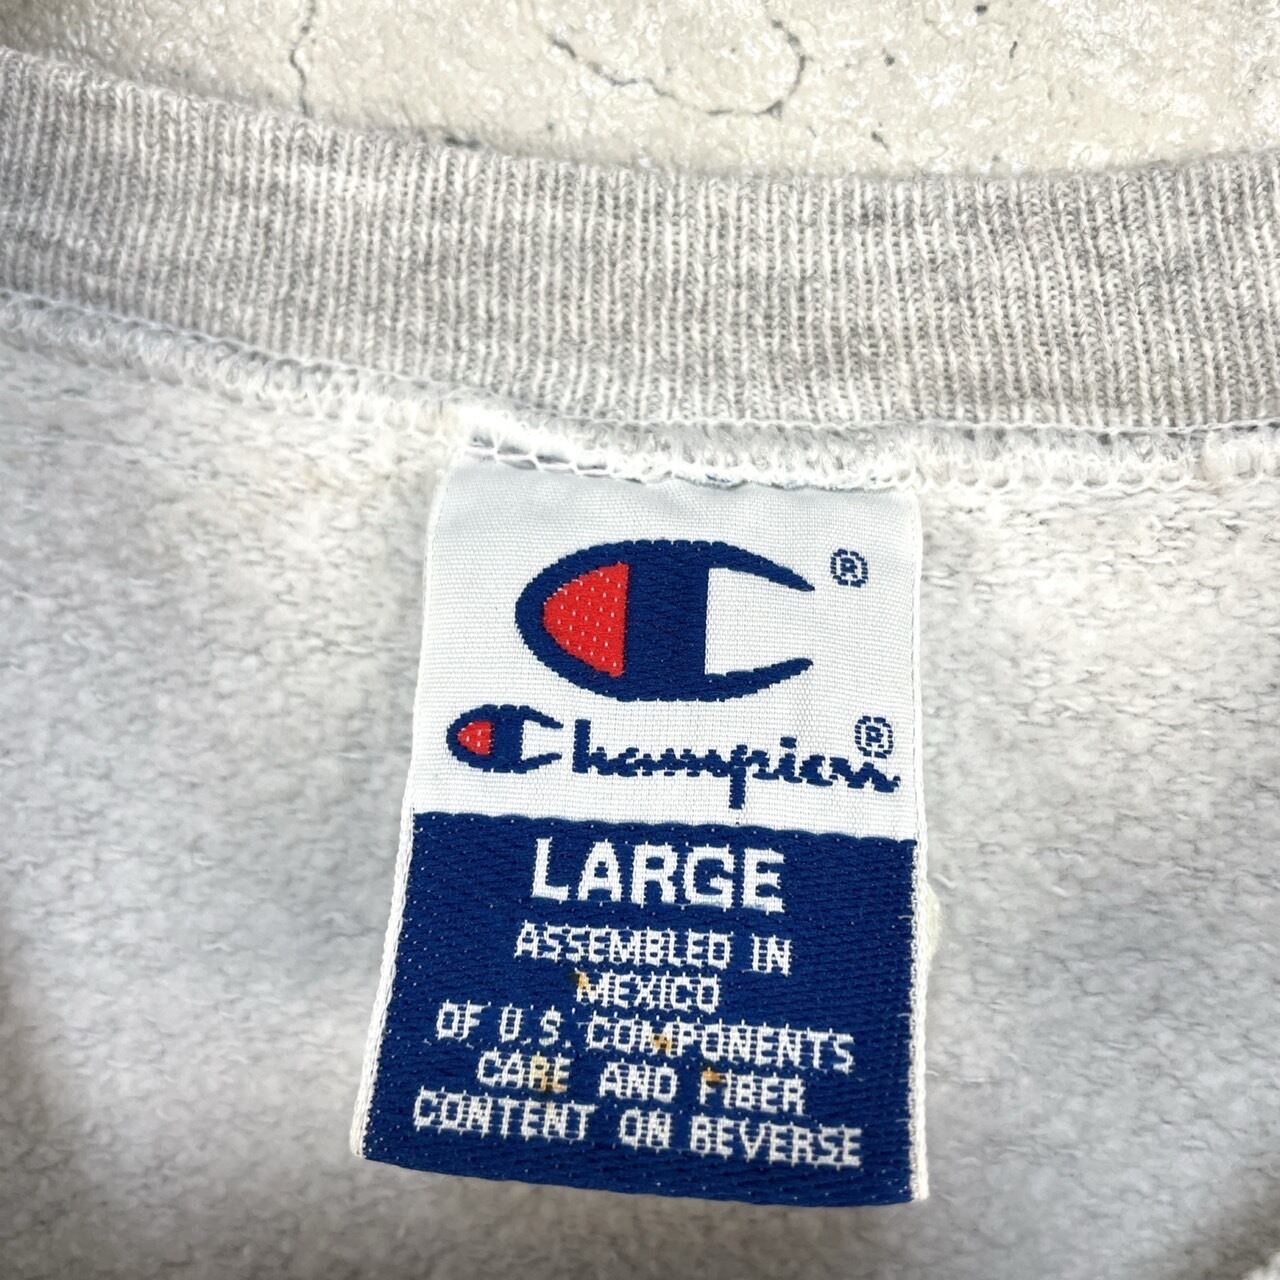 ®
Champion®
LARGE
ASSEMBLED IN
MEXICO
OF U.S. COMPONENTS
CARE AND FIBER
CONTENT ON REVERSE